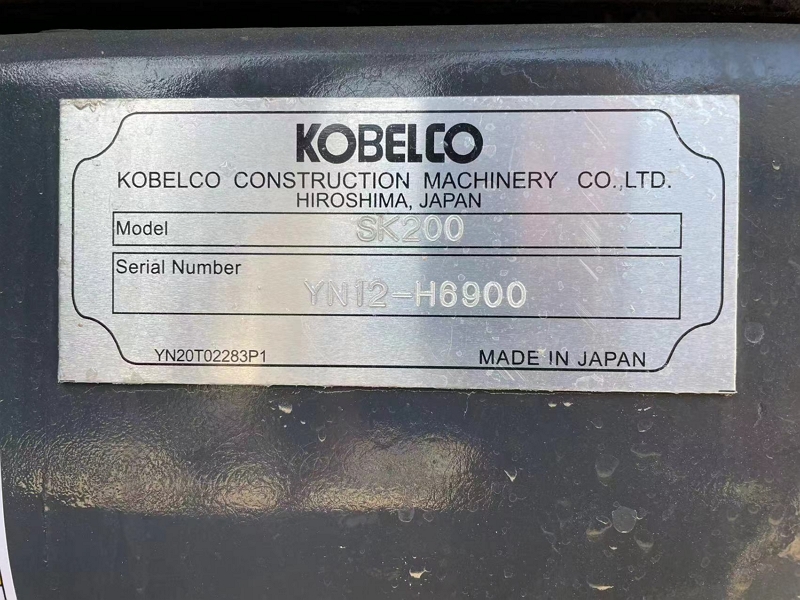 KOBELCO
KOBELCO CONSTRUCTION MACHINERY CO.,LTD.
HIROSHIMA, JAPAN
Model SK200
Serial Number
YN12-H6900
YN20T02283P1 MADE IN JAPAN